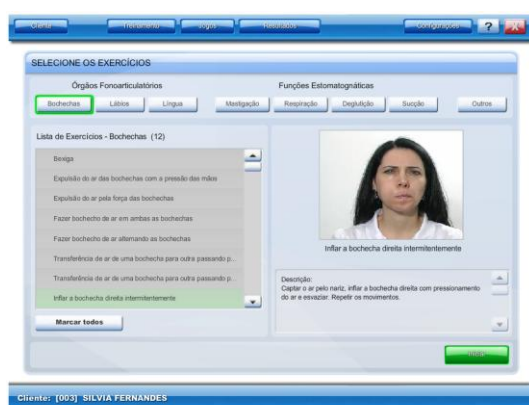 Cliente Treinamento Jogos Resultados Configurações ? X
SELECIONE OS EXERCÍCIOS
Órgãos Fonoarticulatórios Funções Estomatognáticas
Bochechas Lábios Língua Mastigação Respiração Deglutição Sucção Outros
Lista de Exercícios - Bochechas (12)
Bexiga
Expulsão do ar das bochechas com a pressão das mãos
Expulsão do ar pela força das bochechas
Fazer bochecho de ar em ambas as bochechas
Fazer bochecho de ar alternando as bochechas
Transferência de ar de uma bochecha para outra passando p...
Transferência de ar de uma bochecha para outra passando p...
Inflar a bochecha direita intermitentemente
Marcar todos
Inflar a bochecha direita intermitentemente
Descrição:
Captar o ar pelo nariz, inflar a bochecha direita com pressionamento
do ar e esvaziar. Repetir os movimentos.
Cliente: [003] SILVIA FERNANDES